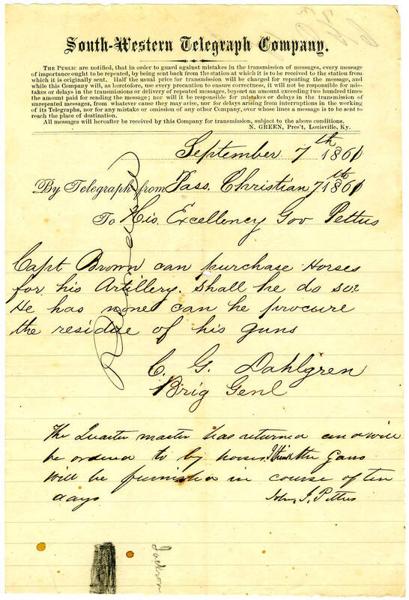 South-Western Telegraph Company.
The Public are notified, that in order to guard against mistakes in the transmission of messages, every message
of importance ought to be repeated, by being sent back from the station at which it is to be received to the station from
which it is originally sent. Half the usual price for transmission will be charged for repeating the message, and
while this Company will, as heretofore, use every precaution to ensure correctness, it will not be responsible for mis-
takes or delays in the transmission or delivery of repeated messages, beyond an amount exceeding two hundred times
the amount paid for sending the message; nor will it be responsible for mistakes or delays in the transmission of
unrepeated messages, from whatever cause they may arise, nor for delays arising from interruptions in the working
of its Telegraphs, nor for any mistake or omission of any other Company, over whose lines a message is to be sent to
reach the place of destination.
All messages will hereafter be received by this Company for transmission, subject to the above conditions.
N. GREEN, Pres't, Louisville, Ky.
September 7th 1861
By Telegraph from Pass Christian 7th 1861
To His Excellency Gov Pettus
Capt Brown can purchase Horses
for his Artillery. Shall he do so?
He has none can he procure
the residue of his guns
C. G. Dahlgren
Brig Genl
The Quarter master has returned and will
be ordered to by horses I think the Guns
will be furnished in course of ten
days John J. Pettus
Jackson